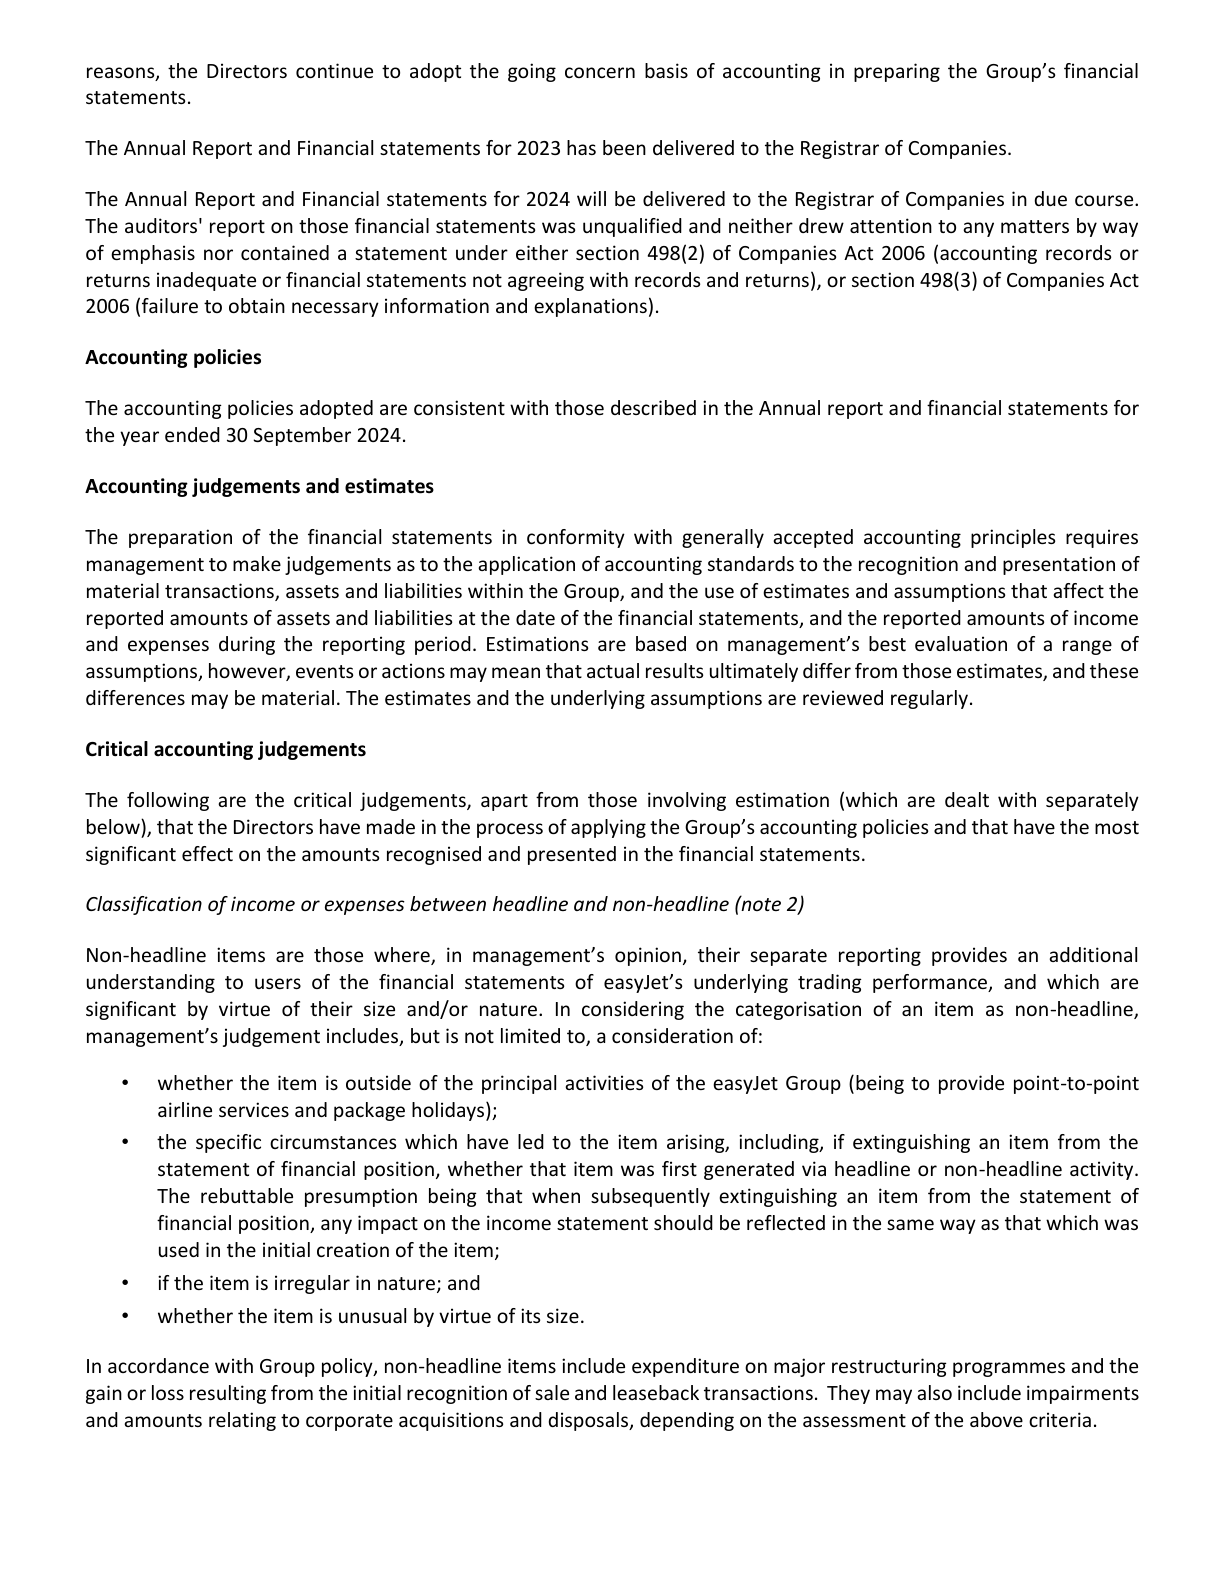 reasons, the Directors continue to adopt the going concern basis of accounting in preparing the Group’s financial
statements.
The Annual Report and Financial statements for 2023 has been delivered to the Registrar of Companies.
The Annual Report and Financial statements for 2024 will be delivered to the Registrar of Companies in due course.
The auditors' report on those financial statements was unqualified and neither drew attention to any matters by way
of emphasis nor contained a statement under either section 498(2) of Companies Act 2006 (accounting records or
returns inadequate or financial statements not agreeing with records and returns), or section 498(3) of Companies Act
2006 (failure to obtain necessary information and explanations).
Accounting policies
The accounting policies adopted are consistent with those described in the Annual report and financial statements for
the year ended 30 September 2024.
Accounting judgements and estimates
The preparation of the financial statements in conformity with generally accepted accounting principles requires
management to make judgements as to the application of accounting standards to the recognition and presentation of
material transactions, assets and liabilities within the Group, and the use of estimates and assumptions that affect the
reported amounts of assets and liabilities at the date of the financial statements, and the reported amounts of income
and expenses during the reporting period. Estimations are based on management’s best evaluation of a range of
assumptions, however, events or actions may mean that actual results ultimately differ from those estimates, and these
differences may be material. The estimates and the underlying assumptions are reviewed regularly.
Critical accounting judgements
The following are the critical judgements, apart from those involving estimation (which are dealt with separately
below), that the Directors have made in the process of applying the Group’s accounting policies and that have the most
significant effect on the amounts recognised and presented in the financial statements.
Classification of income or expenses between headline and non-headline (note 2)
Non-headline items are those where, in management’s opinion, their separate reporting provides an additional
understanding to users of the financial statements of easyJet’s underlying trading performance, and which are
significant by virtue of their size and/or nature. In considering the categorisation of an item as non-headline,
management’s judgement includes, but is not limited to, a consideration of:
• whether the item is outside of the principal activities of the easyJet Group (being to provide point-to-point
airline services and package holidays);
• the specific circumstances which have led to the item arising, including, if extinguishing an item from the
statement of financial position, whether that item was first generated via headline or non-headline activity.
The rebuttable presumption being that when subsequently extinguishing an item from the statement of
financial position, any impact on the income statement should be reflected in the same way as that which was
used in the initial creation of the item;
• if the item is irregular in nature; and
• whether the item is unusual by virtue of its size.
In accordance with Group policy, non-headline items include expenditure on major restructuring programmes and the
gain or loss resulting from the initial recognition of sale and leaseback transactions. They may also include impairments
and amounts relating to corporate acquisitions and disposals, depending on the assessment of the above criteria.